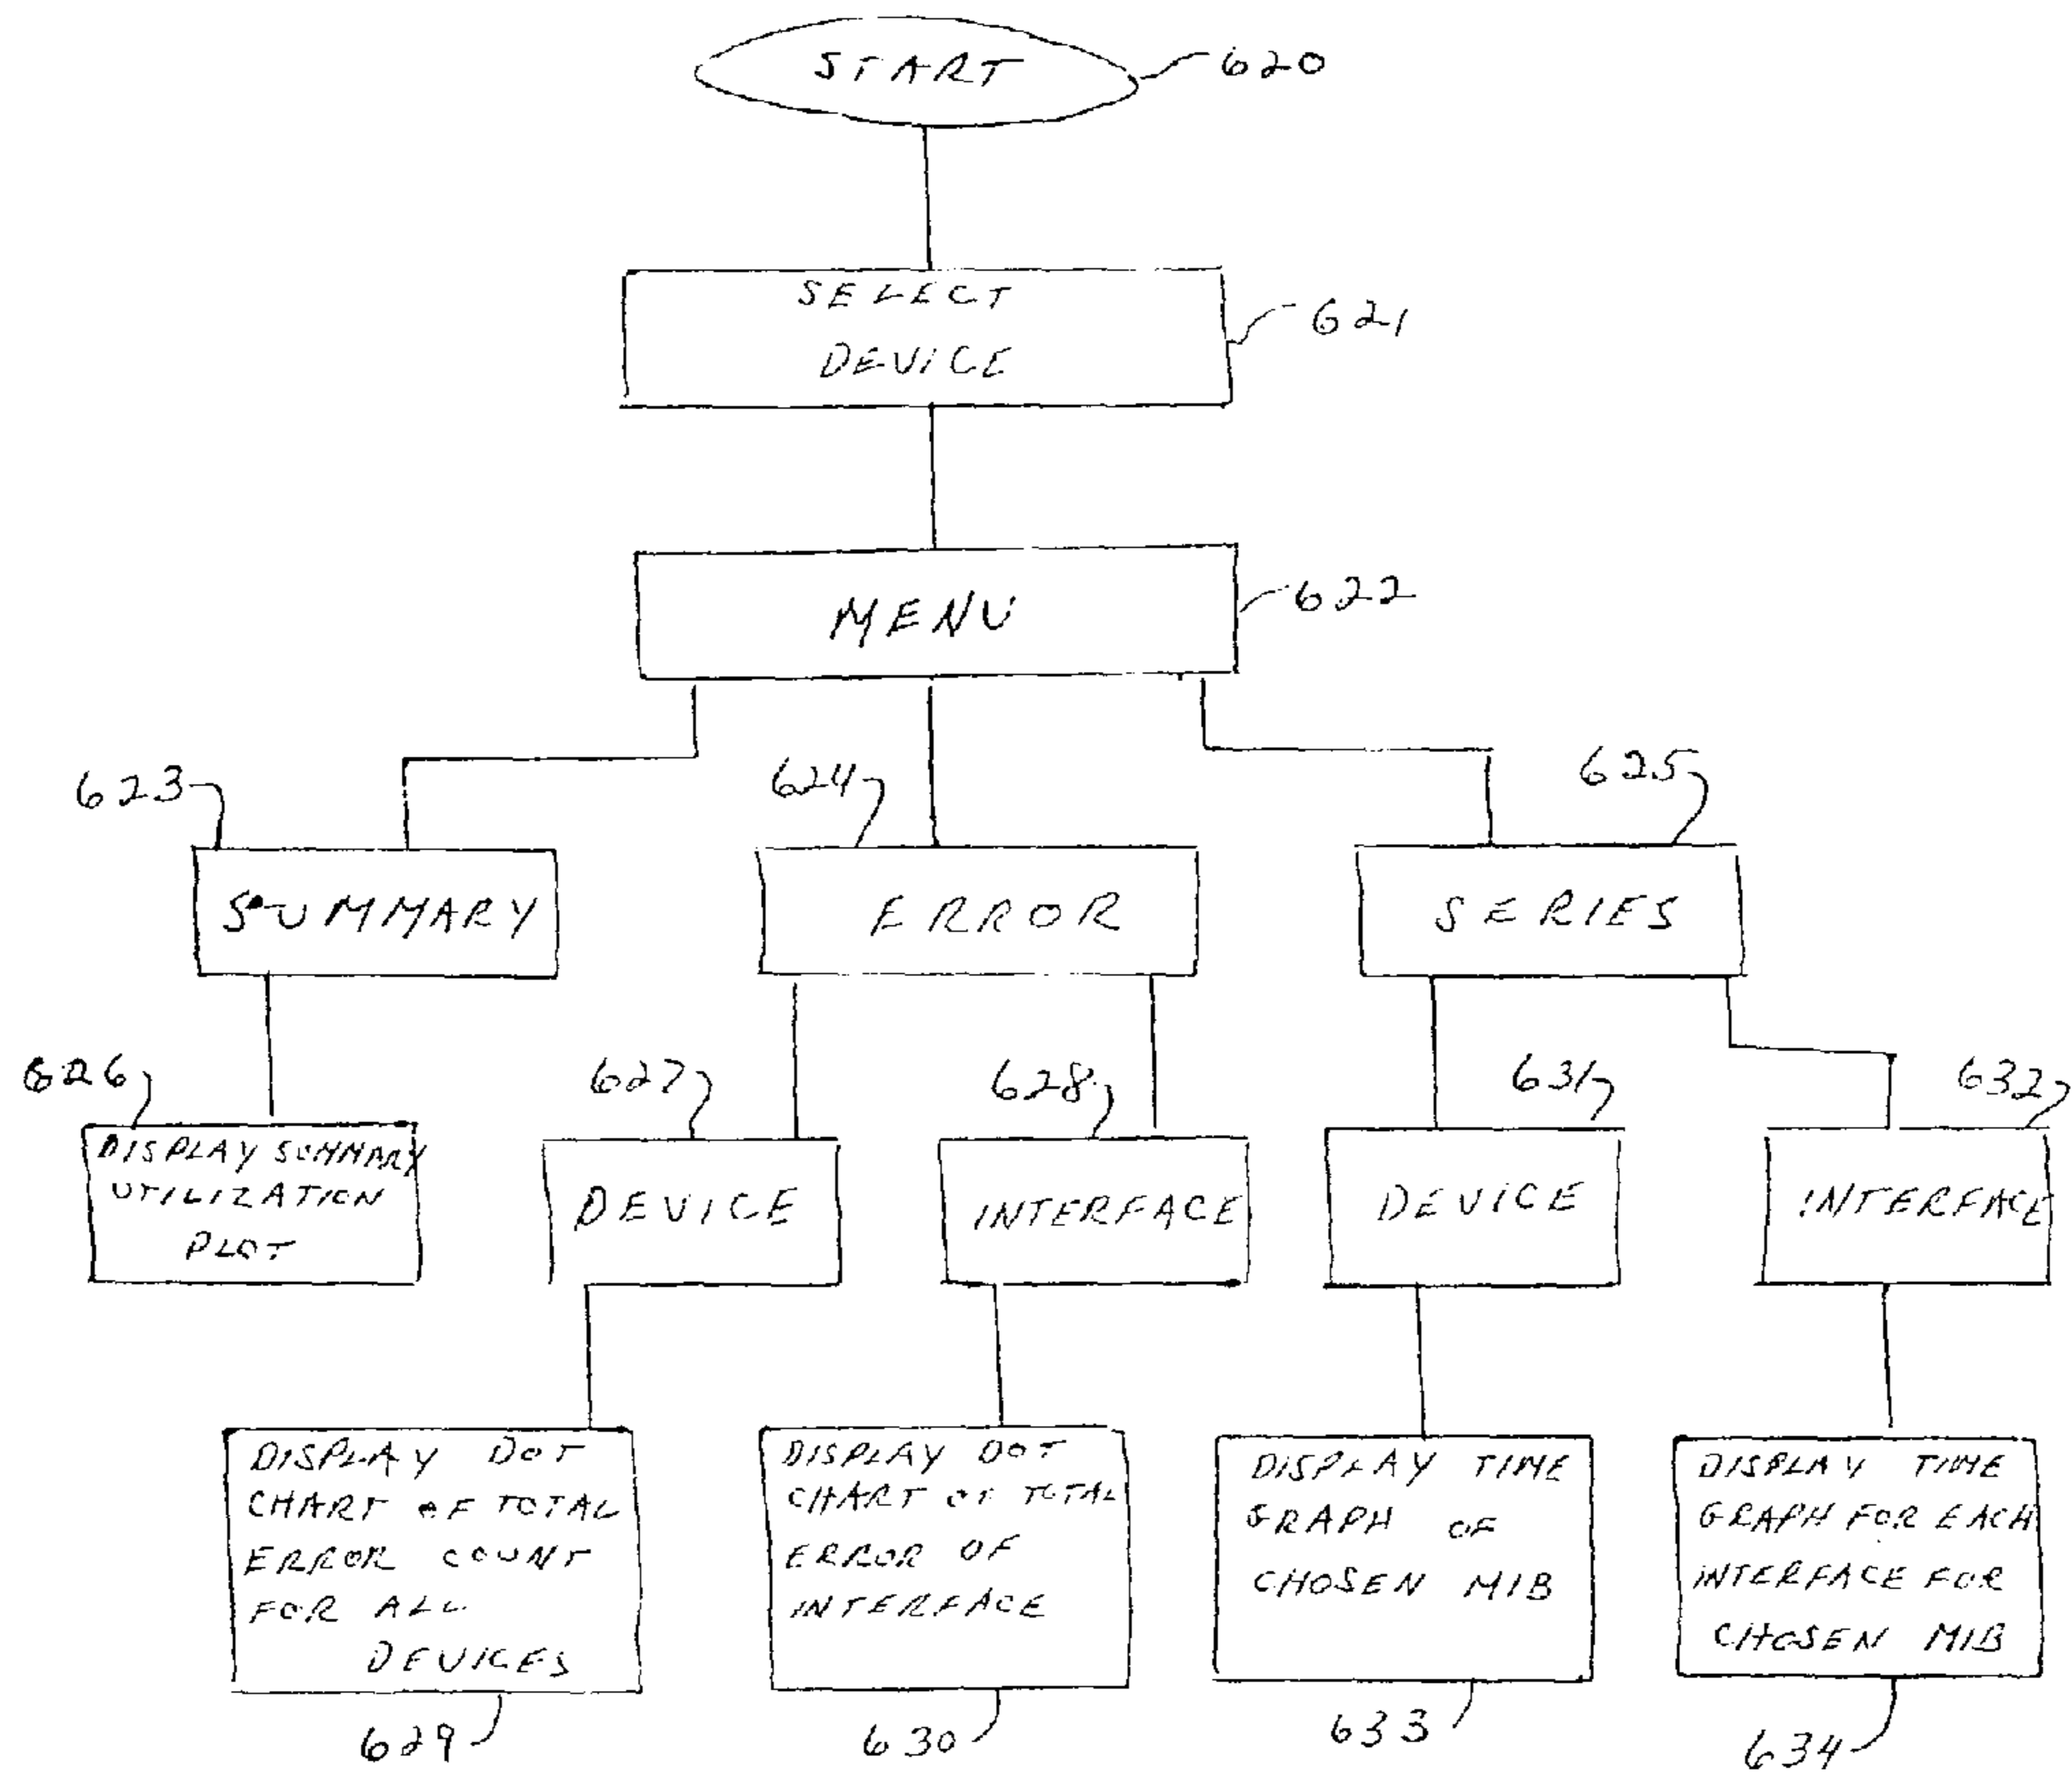 START
620
SELECT
DEVICE
621
MENU
622
623
624
625
SUMMARY
ERROR
SERIES
626
627
628
631
632
DISPLAY SUMMARY
UTILIZATION
PLOT
DEVICE
INTERFACE
DEVICE
INTERFACE
DISPLAY DOT
CHART OF TOTAL
ERROR COUNT
FOR ALL
DEVICES
DISPLAY DOT
CHART OF TOTAL
ERROR OF
INTERFACE
DISPLAY TIME
GRAPH OF
CHOSEN MIB
DISPLAY TIME
GRAPH FOR EACH
INTERFACE FOR
CHOSEN MIB
629
630
633
634